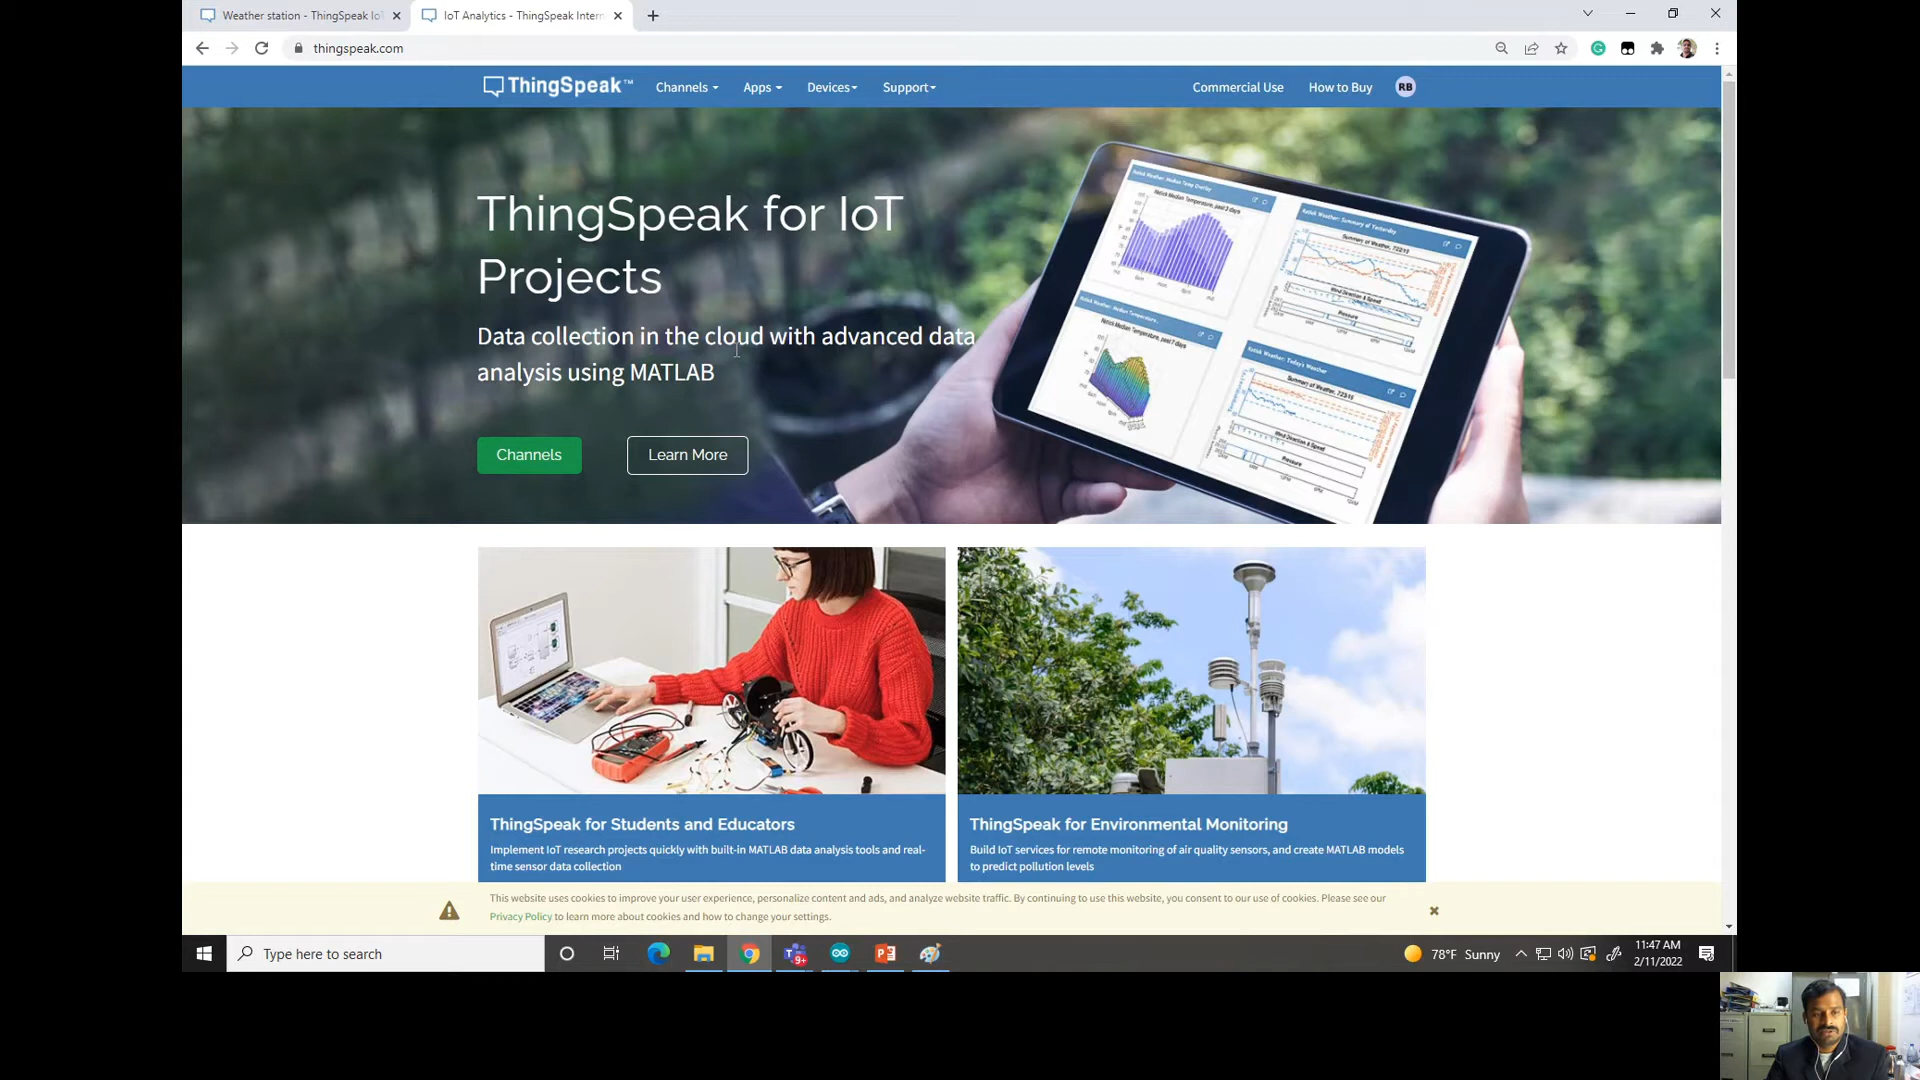 Weather station - ThingSpeak IoT
IoT Analytics - ThingSpeak Intern
thingspeak.com
ThingSpeak™
Channels
Apps
Devices
Support
Commercial Use
How to Buy
RB
ThingSpeak for IoT
Projects
Data collection in the cloud with advanced data
analysis using MATLAB
Channels
Learn More
ThingSpeak for Students and Educators
Implement IoT research projects quickly with built-in MATLAB data analysis tools and real-
time sensor data collection
ThingSpeak for Environmental Monitoring
Build IoT services for remote monitoring of air quality sensors, and create MATLAB models
to predict pollution levels
This website uses cookies to improve your user experience, personalize content and ads, and analyze website traffic. By continuing to use this website, you consent to our use of cookies. Please see our
Privacy Policy to learn more about cookies and how to change your settings.
Type here to search
9+
78°F Sunny
11:47 AM
2/11/2022